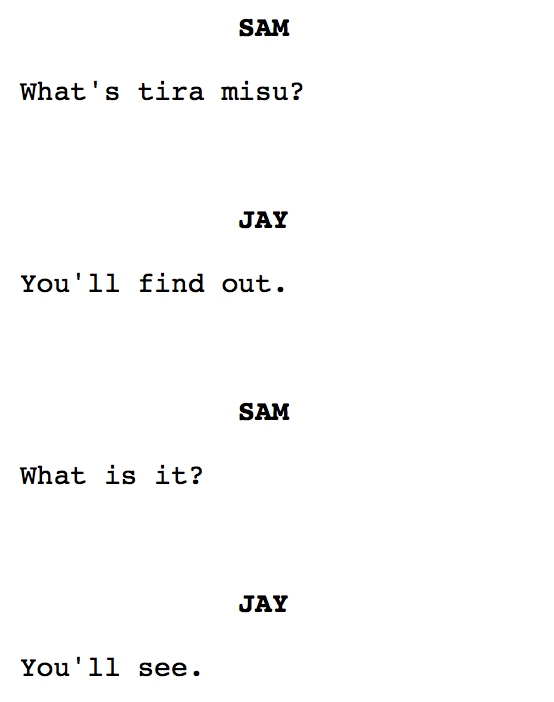 SAM
What's tira misu?
JAY
You'll find out.
SAM
What is it?
JAY
You'll see.